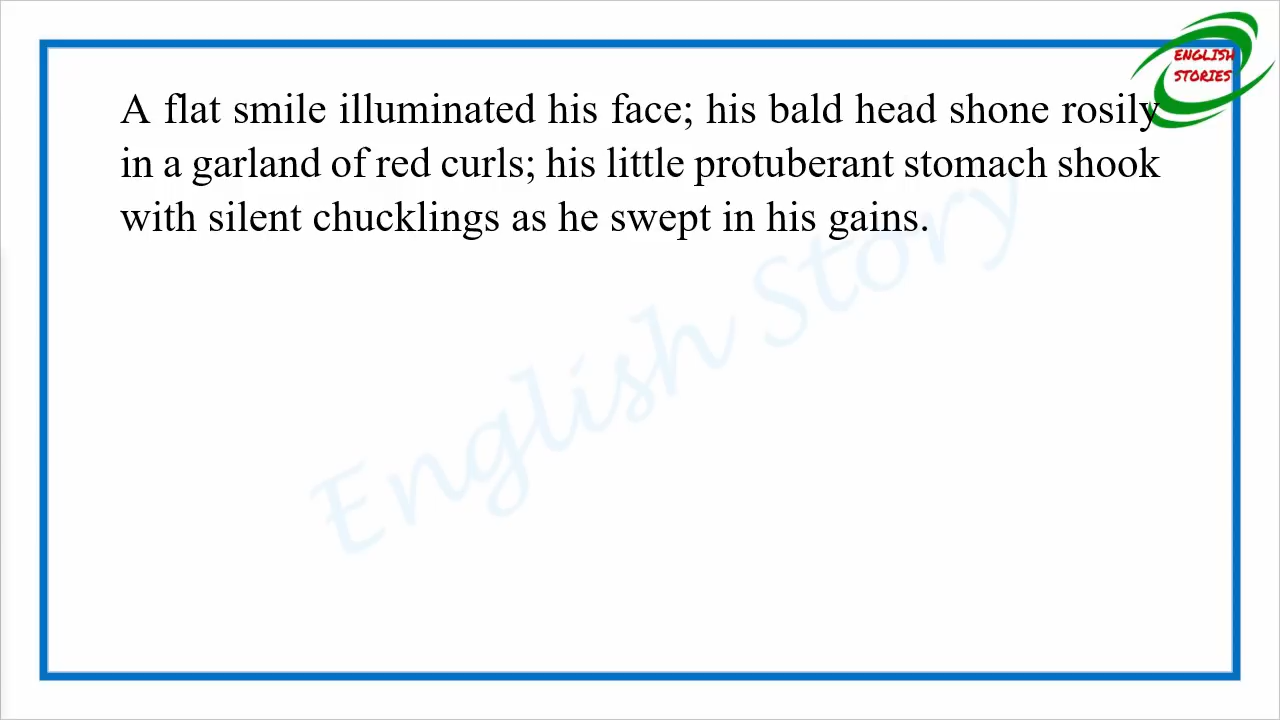 ENGLISH
STORIES
A flat smile illuminated his face; his bald head shone rosily
in a garland of red curls; his little protuberant stomach shook
with silent chucklings as he swept in his gains.
English Story